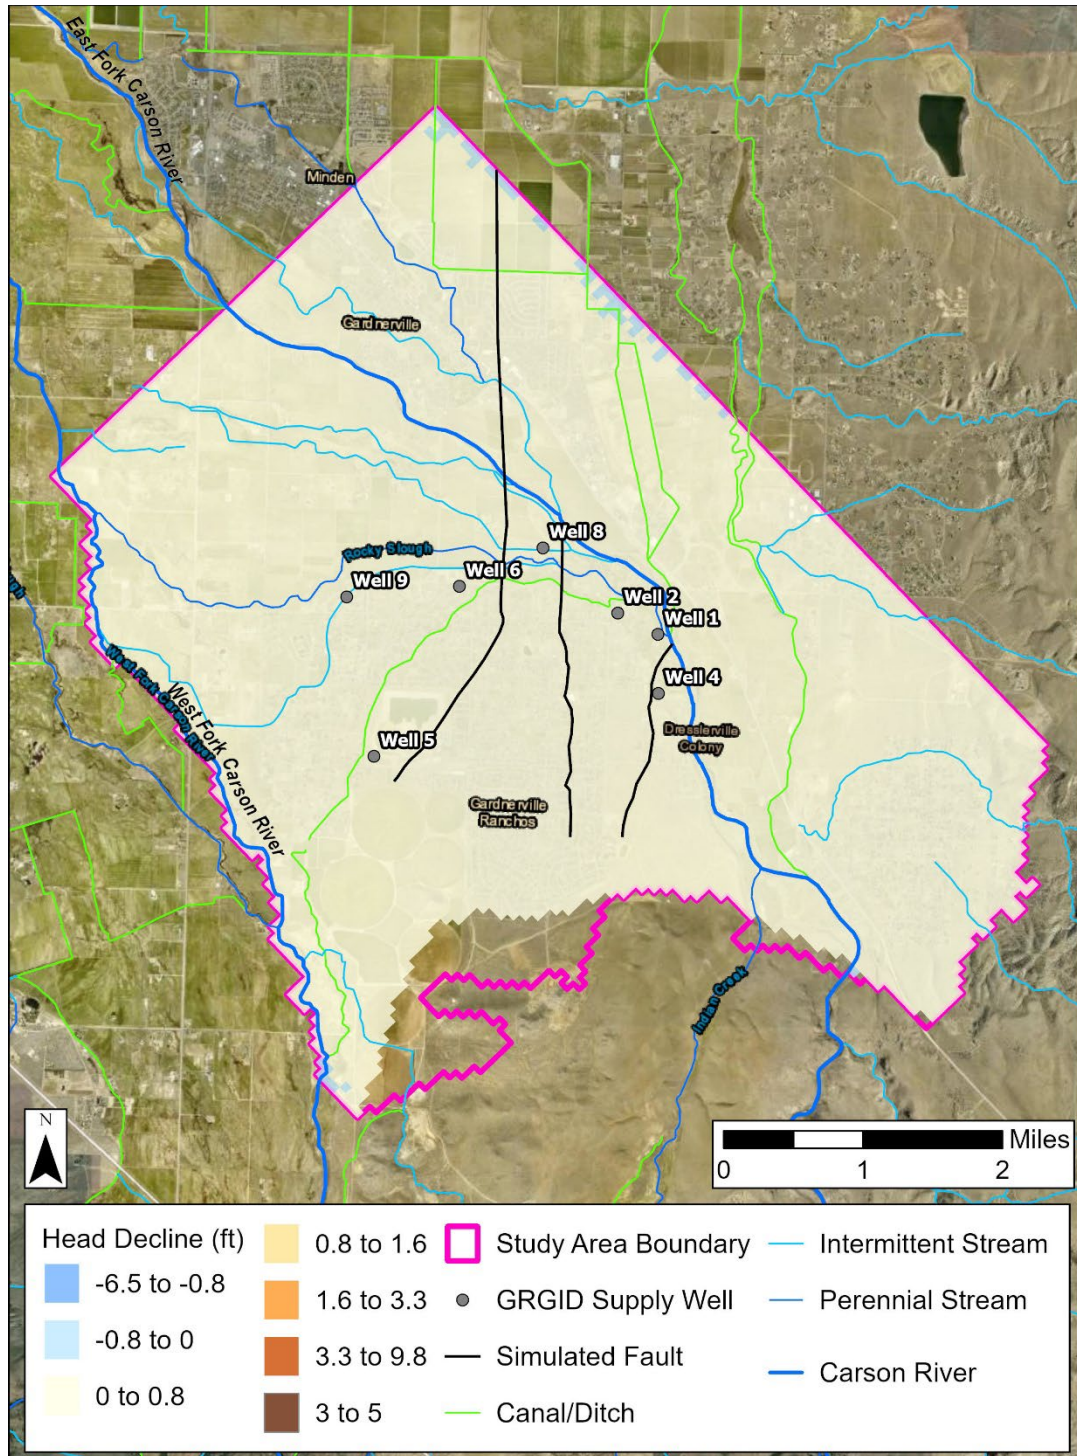 East Fork Carson River
Minden
Gardnerville
Well 8
Rocky Slough
Well 6
Well 9
Well 2
Well 1
West Fork Carson River
West Fork Carson River
Well 4
Dresslerville
Colony
Well 5
Gardnerville
Ranchos
Indian Creek
N
Miles
0 1 2
Head Decline (ft)
-6.5 to -0.8
-0.8 to 0
0 to 0.8
0.8 to 1.6
1.6 to 3.3
3.3 to 9.8
3 to 5
Study Area Boundary
GRGID Supply Well
Simulated Fault
Canal/Ditch
Intermittent Stream
Perennial Stream
Carson River